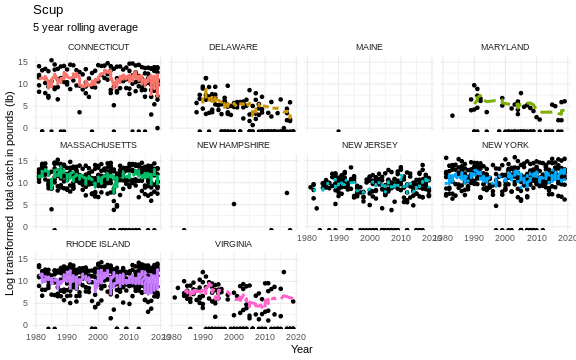 Scup
5 year rolling average
CONNECTICUT DELAWARE MAINE MARYLAND
15
10
5
0
MASSACHUSETTS NEW HAMPSHIRE NEW JERSEY NEW YORK
15
10
5
0
1980 1990 2000 2010 2020 1980 1990 2000 2010 2020
RHODE ISLAND VIRGINIA
15
10
5
0
1980 1990 2000 2010 2020 1980 1990 2000 2010 2020
Year
Log transformed total catch in pounds (lb)